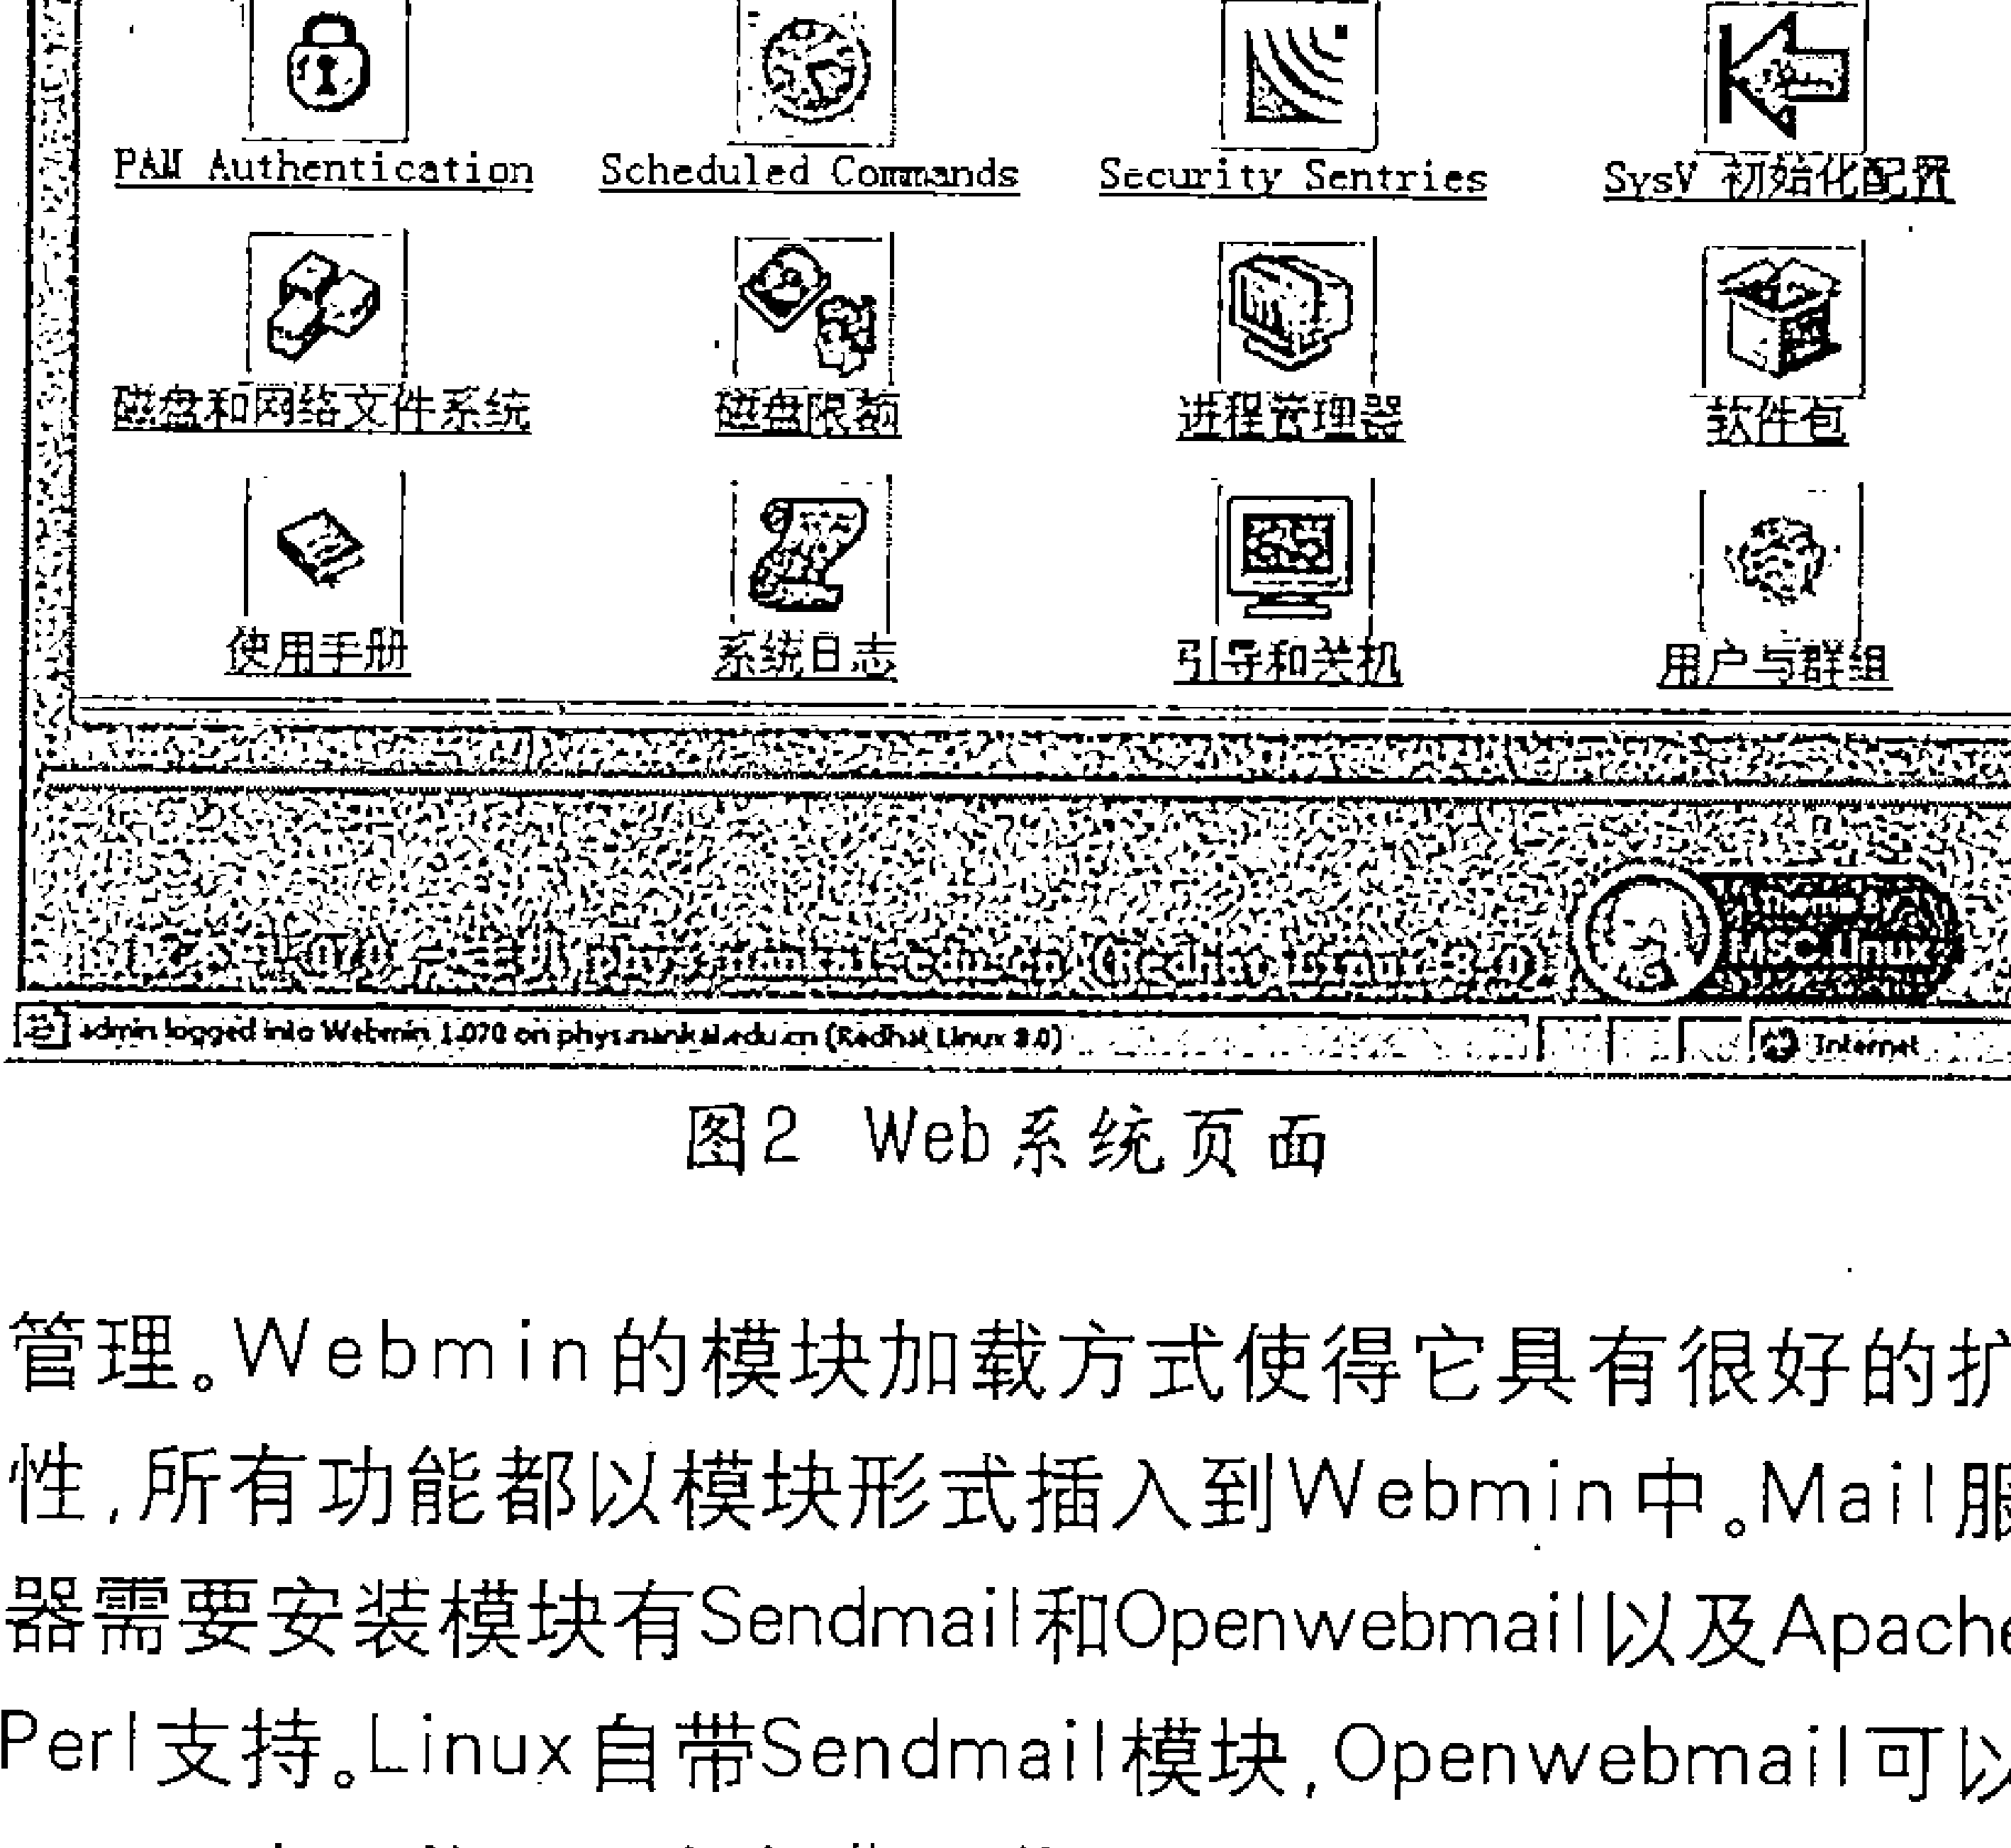 PAM Authentication Scheduled Commands Security Sentries SysV 初始化配置
磁盘和网络文件系统 磁盘限额 进程管理器 软件包
使用手册 系统日志 引导和关机 用户与群组
MSC.Linux
admin logged into Webmin 1.070 on phys.nankai.edu.cn (Redhat Linux 8.0) Internet
图2 Web系统页面
管理。Webmin的模块加载方式使得它具有很好的扩
性,所有功能都以模块形式插入到Webmin中。Mail服
器需要安装模块有Sendmail和Openwebmail以及Apache
Perl支持。Linux自带Sendmail模块,Openwebmail可以